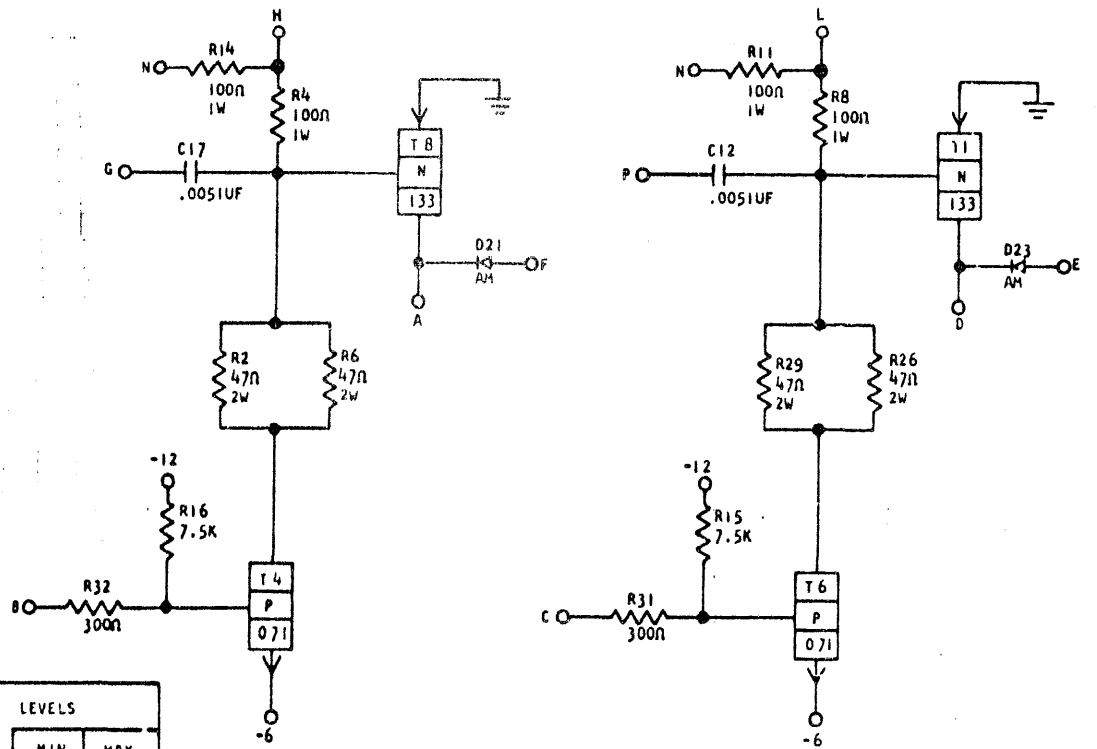 H
N
R14
100Ω
1W
R4
100Ω
1W
G
C17
.0051UF
T8
N
133
D21
AM
F
A
R2
47Ω
2W
R6
47Ω
2W
-12
R16
7.5K
B
R32
300Ω
T4
P
071
-6
L
N
R11
100Ω
1W
R8
100Ω
1W
P
C12
.0051UF
N
133
D23
AM
E
D
R29
47Ω
2W
R26
47Ω
2W
-12
R15
7.5K
C
R31
300Ω
T6
P
071
-6
LEVELS
MIN
MAX